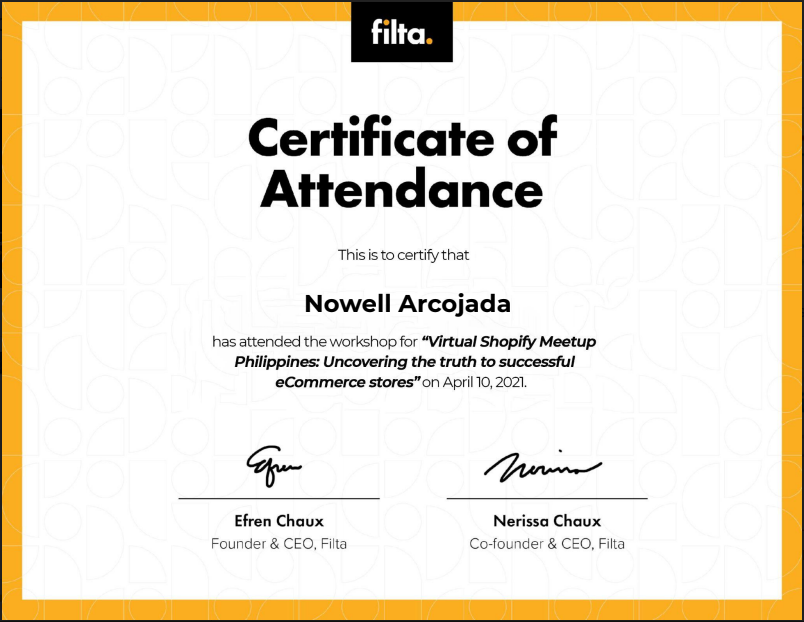 filta.
Certificate of
Attendance
This is to certify that
Nowell Arcojada
has attended the workshop for “Virtual Shopify Meetup
Philippines: Uncovering the truth to successful
eCommerce stores” on April 10, 2021.
Efren
Nerissa
Efren Chaux
Nerissa Chaux
Founder & CEO, Filta
Co-founder & CEO, Filta